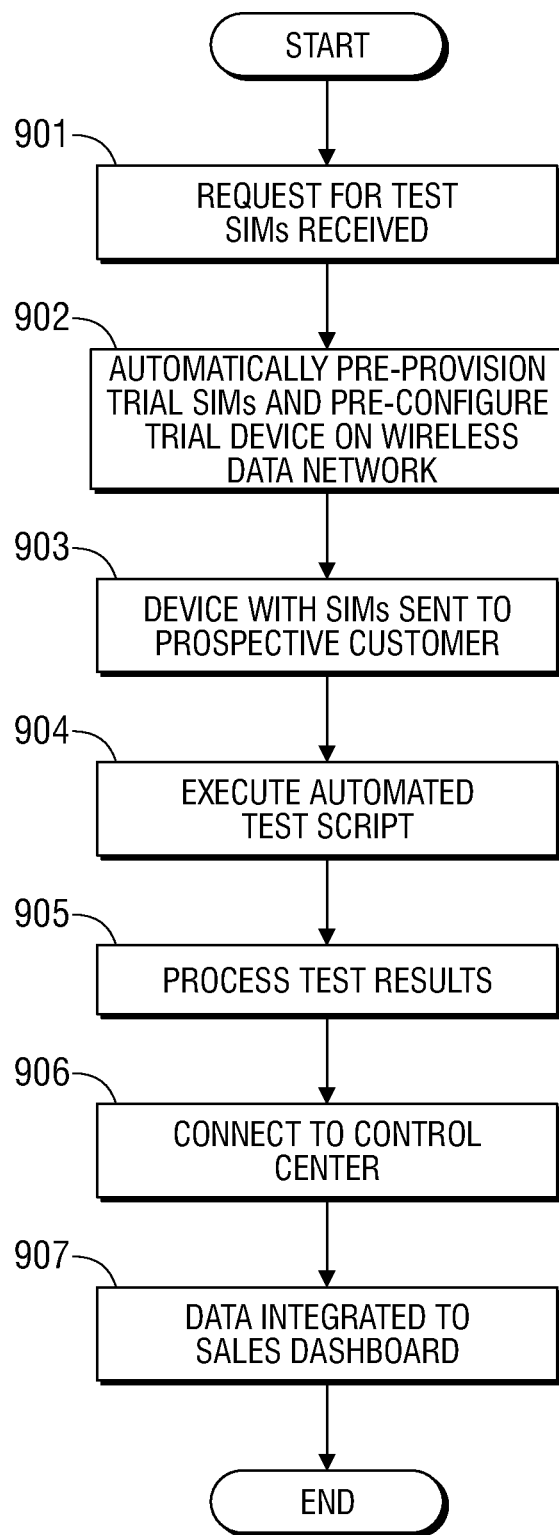 START
901
REQUEST FOR TEST
SIMs RECEIVED
902
AUTOMATICALLY PRE-PROVISION
TRIAL SIMs AND PRE-CONFIGURE
TRIAL DEVICE ON WIRELESS
DATA NETWORK
903
DEVICE WITH SIMs SENT TO
PROSPECTIVE CUSTOMER
904
EXECUTE AUTOMATED
TEST SCRIPT
905
PROCESS TEST RESULTS
906
CONNECT TO CONTROL
CENTER
907
DATA INTEGRATED TO
SALES DASHBOARD
END